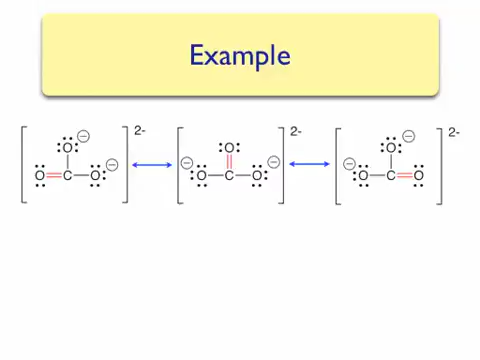 Example
2- 2- 2-
O O O
O=C–O O–C–O O–C=O